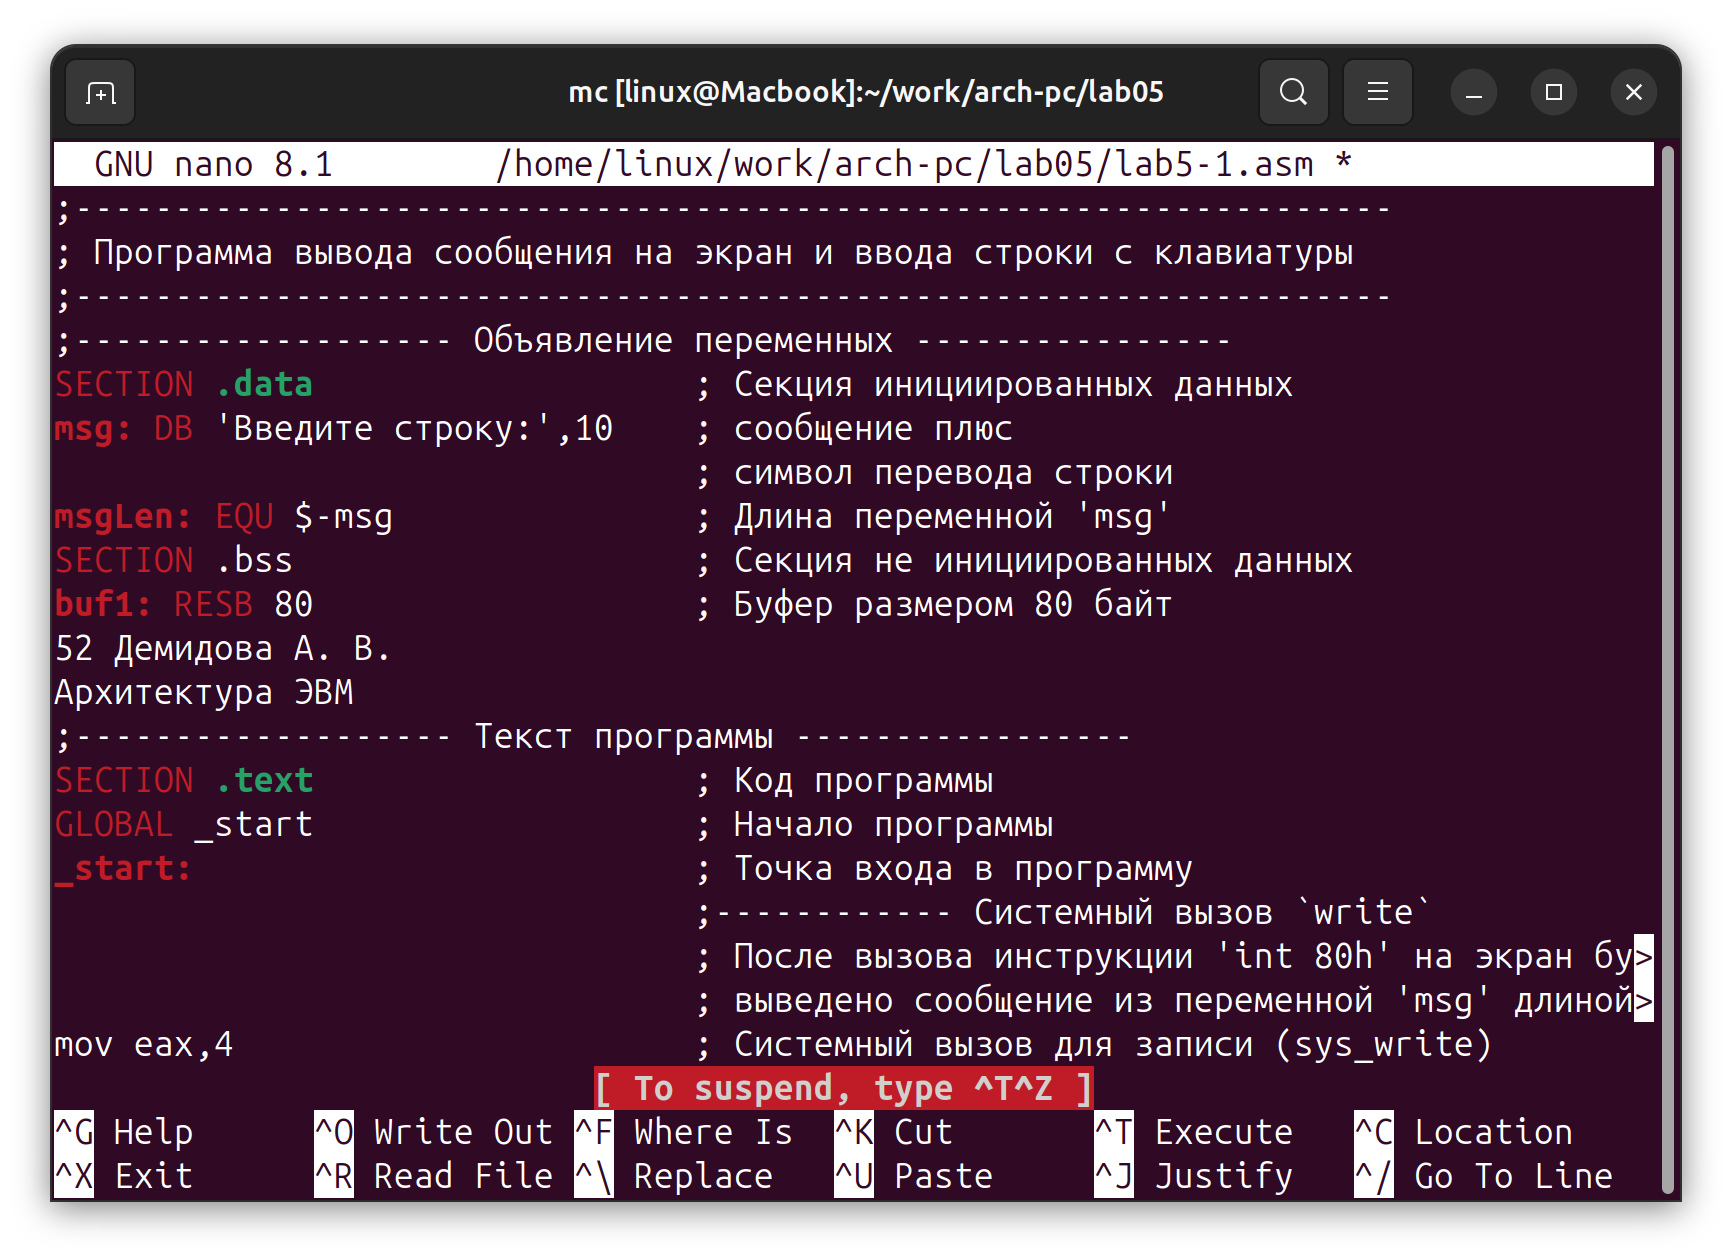 mc [linux@Macbook]:~/work/arch-pc/lab05
GNU nano 8.1 /home/linux/work/arch-pc/lab05/lab5-1.asm *
;------------------------------------------------------------------
; Программа вывода сообщения на экран и ввода строки с клавиатуры
;------------------------------------------------------------------
;------------------- Объявление переменных ----------------
SECTION .data ; Секция инициированных данных
msg: DB 'Введите строку:',10 ; сообщение плюс
; символ перевода строки
msgLen: EQU $-msg ; Длина переменной 'msg'
SECTION .bss ; Секция не инициированных данных
buf1: RESB 80 ; Буфер размером 80 байт
52 Демидова А. В.
Архитектура ЭВМ
;------------------- Текст программы -----------------
SECTION .text ; Код программы
GLOBAL _start ; Начало программы
_start: ; Точка входа в программу
;------------ Системный вызов `write`
; После вызова инструкции 'int 80h' на экран бу>
; выведено сообщение из переменной 'msg' длиной>
mov eax,4 ; Системный вызов для записи (sys_write)
[ To suspend, type ^T^Z ]
^G Help ^O Write Out ^F Where Is ^K Cut ^T Execute ^C Location
^X Exit ^R Read File ^\ Replace ^U Paste ^J Justify ^/ Go To Line